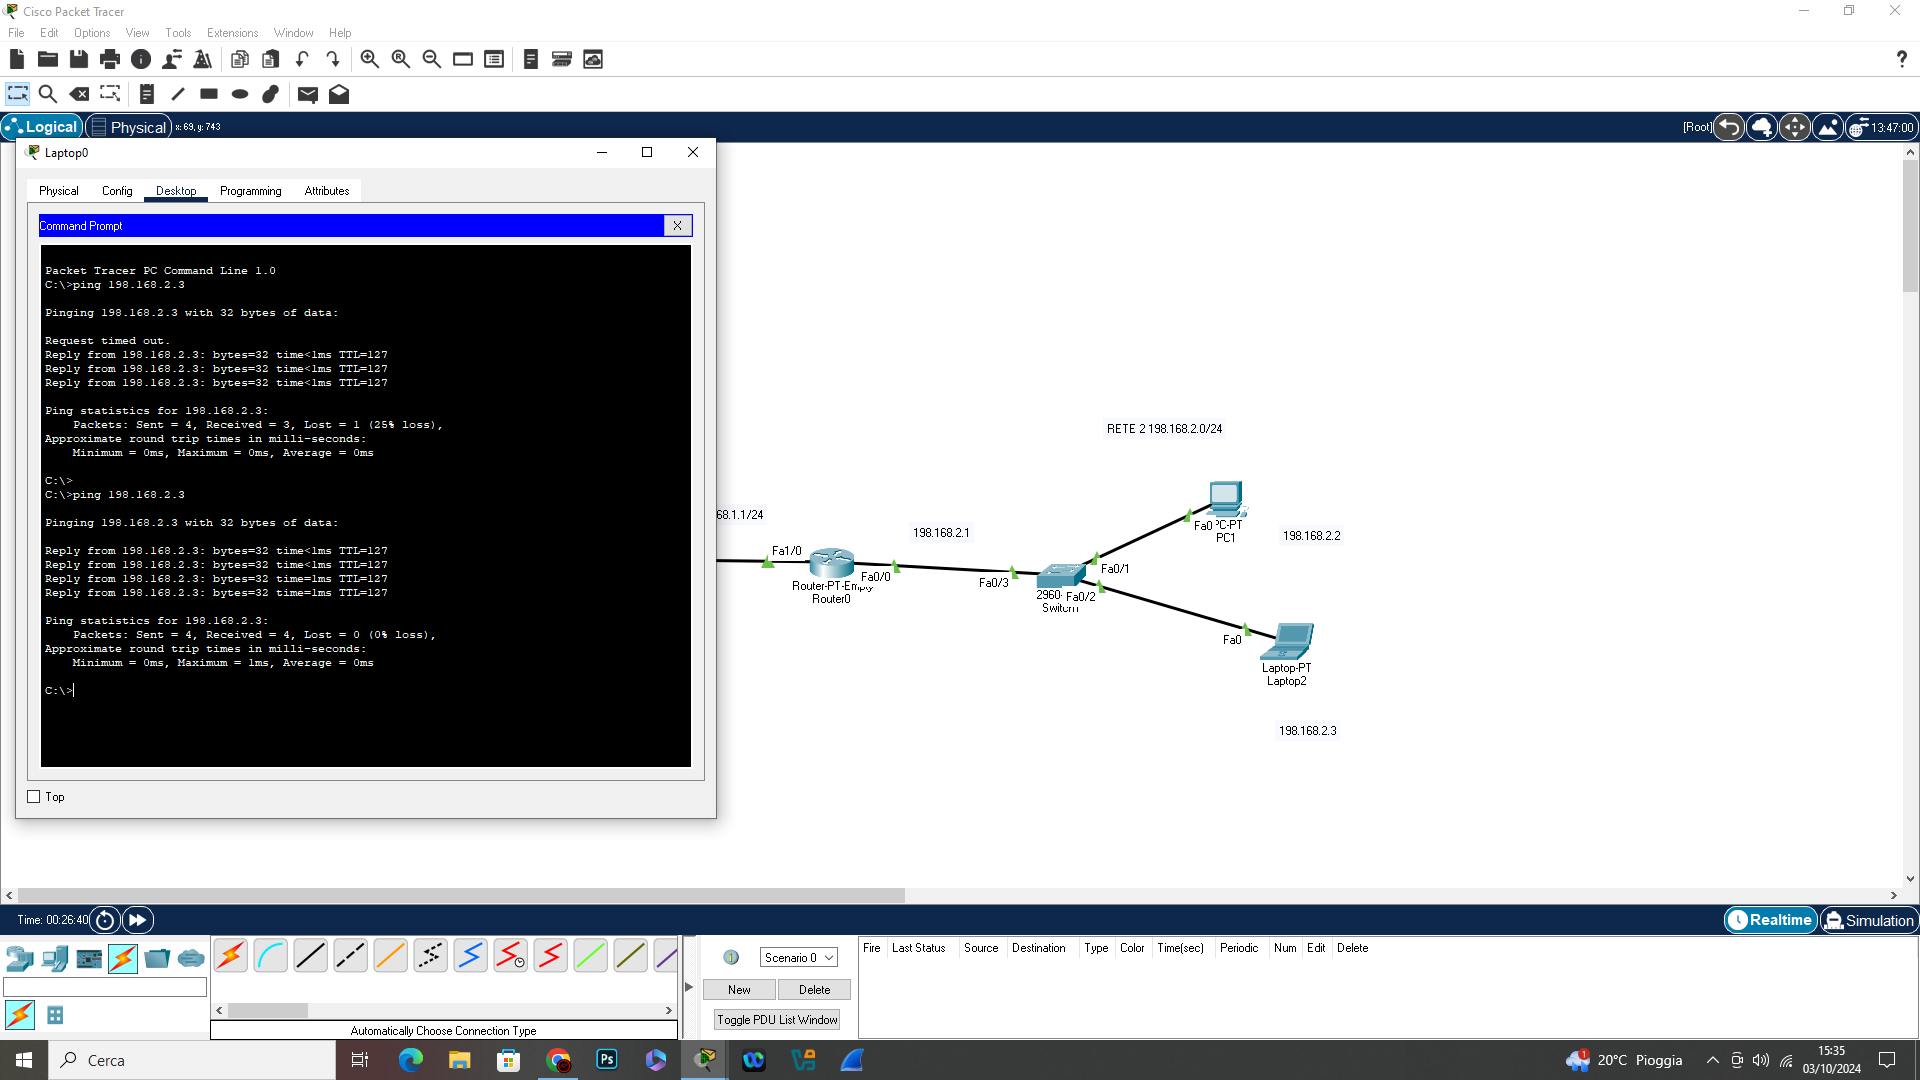 Cisco Packet Tracer
File Edit Options View Tools Extensions Window Help
Logical Physical x: 69, y: 743
[Root] 13:47:00
Laptop0
Physical Config Desktop Programming Attributes
Command Prompt X
Packet Tracer PC Command Line 1.0
C:\>ping 198.168.2.3
Pinging 198.168.2.3 with 32 bytes of data:
Request timed out.
Reply from 198.168.2.3: bytes=32 time<1ms TTL=127
Reply from 198.168.2.3: bytes=32 time<1ms TTL=127
Reply from 198.168.2.3: bytes=32 time<1ms TTL=127
Ping statistics for 198.168.2.3:
Packets: Sent = 4, Received = 3, Lost = 1 (25% loss),
Approximate round trip times in milli-seconds:
Minimum = 0ms, Maximum = 0ms, Average = 0ms
C:\>
C:\>ping 198.168.2.3
Pinging 198.168.2.3 with 32 bytes of data:
Reply from 198.168.2.3: bytes=32 time<1ms TTL=127
Reply from 198.168.2.3: bytes=32 time<1ms TTL=127
Reply from 198.168.2.3: bytes=32 time=1ms TTL=127
Reply from 198.168.2.3: bytes=32 time=1ms TTL=127
Ping statistics for 198.168.2.3:
Packets: Sent = 4, Received = 4, Lost = 0 (0% loss),
Approximate round trip times in milli-seconds:
Minimum = 0ms, Maximum = 1ms, Average = 0ms
C:\>
Top
RETE 2 198.168.2.0/24
68.1.1/24
198.168.2.1
Fa1/0
Fa0/0
Router-PT-Empty
Router0
Fa0/3
Fa0/1
2960-
Fa0/2
Switch
Fa0
PC-PT
PC1
198.168.2.2
Fa0
Laptop-PT
Laptop2
198.168.2.3
Time: 00:26:40
Realtime Simulation
Scenario 0
New Delete
Toggle PDU List Window
Fire Last Status Source Destination Type Color Time(sec) Periodic Num Edit Delete
Automatically Choose Connection Type
Cerca
Ps
1
20°C Pioggia
15:35
03/10/2024